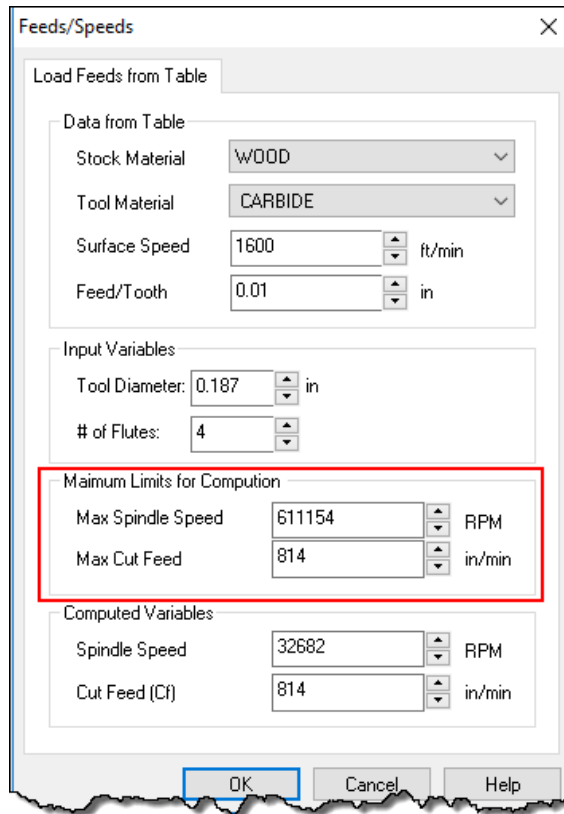 Feeds/Speeds
Load Feeds from Table
Data from Table
Stock Material WOOD
Tool Material CARBIDE
Surface Speed 1600 ft/min
Feed/Tooth 0.01 in
Input Variables
Tool Diameter: 0.187 in
# of Flutes: 4
Maimum Limits for Compution
Max Spindle Speed 611154 RPM
Max Cut Feed 814 in/min
Computed Variables
Spindle Speed 32682 RPM
Cut Feed (Cf) 814 in/min
OK Cancel Help